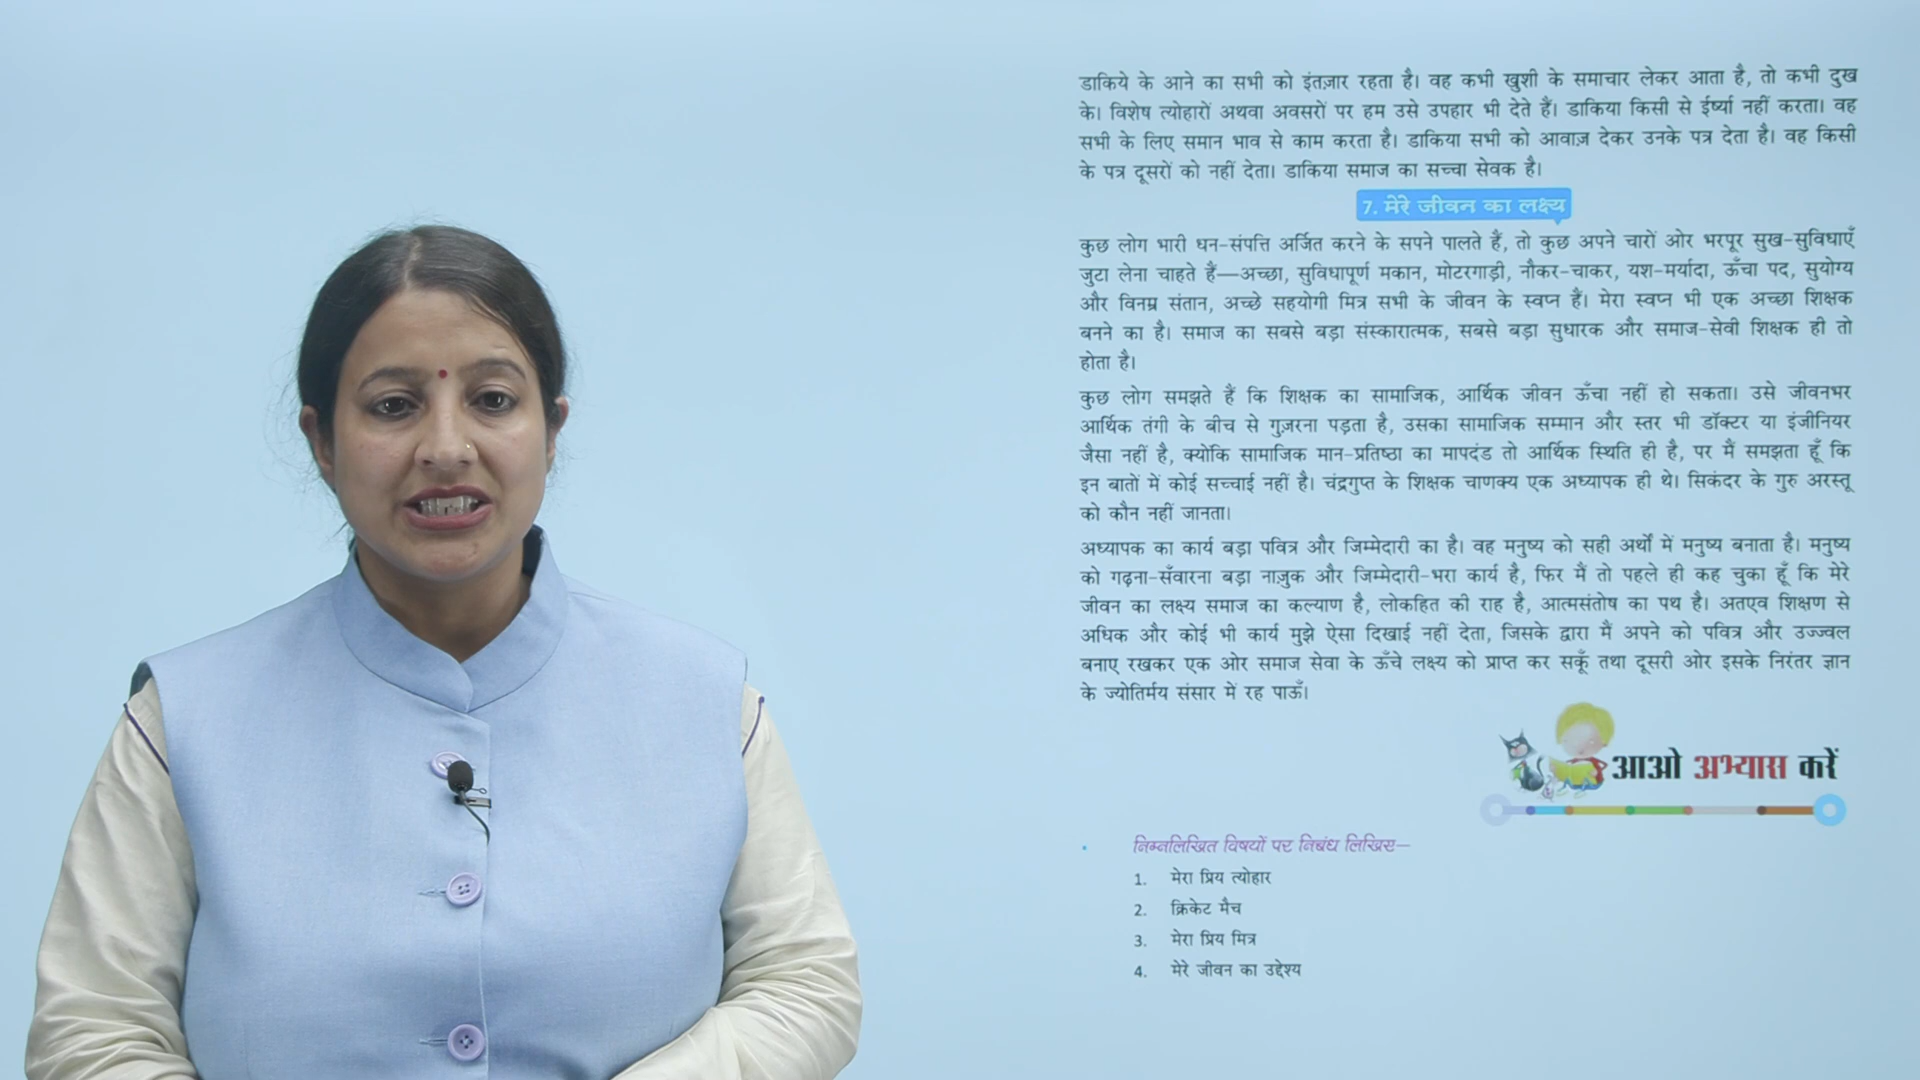 डाकिये के आने का सभी को इंतज़ार रहता है। वह कभी खुशी के समाचार लेकर आता है, तो कभी दुख
के। विशेष त्योहारों अथवा अवसरों पर हम उसे उपहार भी देते हैं। डाकिया किसी से ईर्ष्या नहीं करता। वह
सभी के लिए समान भाव से काम करता है। डाकिया सभी को आवाज़ देकर उनके पत्र देता है। वह किसी
के पत्र दूसरों को नहीं देता। डाकिया समाज का सच्चा सेवक है।
7. मेरे जीवन का लक्ष्य
कुछ लोग भारी धन-संपत्ति अर्जित करने के सपने पालते हैं, तो कुछ अपने चारों ओर भरपूर सुख-सुविधाएँ
जुटा लेना चाहते हैं—अच्छा, सुविधापूर्ण मकान, मोटरगाड़ी, नौकर-चाकर, यश-मर्यादा, ऊँचा पद, सुयोग्य
और विनम्र संतान, अच्छे सहयोगी मित्र सभी के जीवन के स्वप्न हैं। मेरा स्वप्न भी एक अच्छा शिक्षक
बनने का है। समाज का सबसे बड़ा संस्कारात्मक, सबसे बड़ा सुधारक और समाज-सेवी शिक्षक ही तो
होता है।
कुछ लोग समझते हैं कि शिक्षक का सामाजिक, आर्थिक जीवन ऊँचा नहीं हो सकता। उसे जीवनभर
आर्थिक तंगी के बीच से गुज़रना पड़ता है, उसका सामाजिक सम्मान और स्तर भी डॉक्टर या इंजीनियर
जैसा नहीं है, क्योंकि सामाजिक मान-प्रतिष्ठा का मापदंड तो आर्थिक स्थिति ही है, पर मैं समझता हूँ कि
इन बातों में कोई सच्चाई नहीं है। चंद्रगुप्त के शिक्षक चाणक्य एक अध्यापक ही थे। सिकंदर के गुरु अरस्तू
को कौन नहीं जानता।
अध्यापक का कार्य बड़ा पवित्र और जिम्मेदारी का है। वह मनुष्य को सही अर्थों में मनुष्य बनाता है। मनुष्य
को गढ़ना-सँवारना बड़ा नाज़ुक और जिम्मेदारी-भरा कार्य है, फिर मैं तो पहले ही कह चुका हूँ कि मेरे
जीवन का लक्ष्य समाज का कल्याण है, लोकहित की राह है, आत्मसंतोष का पथ है। अतएव शिक्षण से
अधिक और कोई भी कार्य मुझे ऐसा दिखाई नहीं देता, जिसके द्वारा मैं अपने को पवित्र और उज्ज्वल
बनाए रखकर एक ओर समाज सेवा के ऊँचे लक्ष्य को प्राप्त कर सकूँ तथा दूसरी ओर इसके निरंतर ज्ञान
के ज्योतिर्मय संसार में रह पाऊँ।
आओ अभ्यास करें
• निम्नलिखित विषयों पर निबंध लिखिए—
1. मेरा प्रिय त्योहार
2. क्रिकेट मैच
3. मेरा प्रिय मित्र
4. मेरे जीवन का उद्देश्य